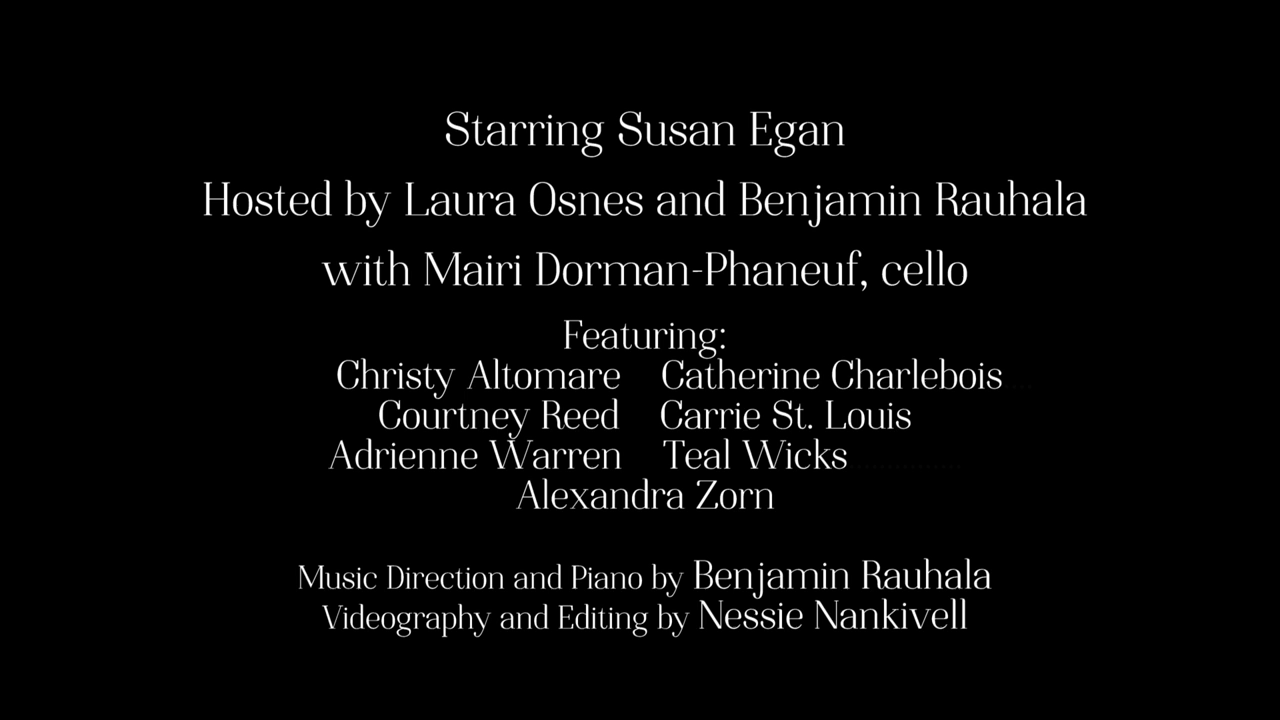 Starring Susan Egan
Hosted by Laura Osnes and Benjamin Rauhala
with Mairi Dorman-Phaneuf, cello
Featuring:
Christy Altomare Catherine Charlebois
Courtney Reed Carrie St. Louis
Adrienne Warren Teal Wicks
Alexandra Zorn
Music Direction and Piano by Benjamin Rauhala
Videography and Editing by Nessie Nankivell